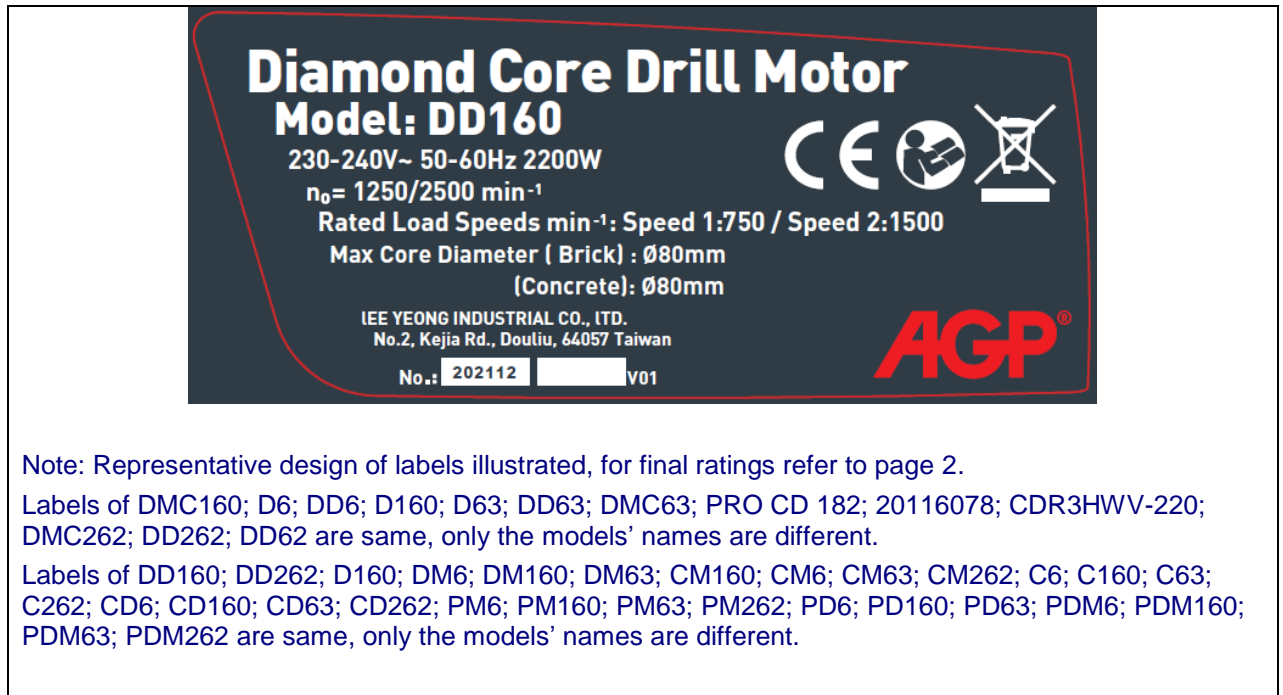 Diamond Core Drill Motor
Model: DD160
230-240V~ 50-60Hz 2200W
n₀= 1250/2500 min⁻¹
Rated Load Speeds min⁻¹: Speed 1:750 / Speed 2:1500
Max Core Diameter ( Brick) : Ø80mm
(Concrete): Ø80mm
lEE YEONG INDUSTRIAL CO., lTD.
No.2, Kejia Rd., Douliu, 64057 Taiwan
No.: 202112 V01
CE
AGP®
Note: Representative design of labels illustrated, for final ratings refer to page 2.
Labels of DMC160; D6; DD6; D160; D63; DD63; DMC63; PRO CD 182; 20116078; CDR3HWV-220;
DMC262; DD262; DD62 are same, only the models’ names are different.
Labels of DD160; DD262; D160; DM6; DM160; DM63; CM160; CM6; CM63; CM262; C6; C160; C63;
C262; CD6; CD160; CD63; CD262; PM6; PM160; PM63; PM262; PD6; PD160; PD63; PDM6; PDM160;
PDM63; PDM262 are same, only the models’ names are different.